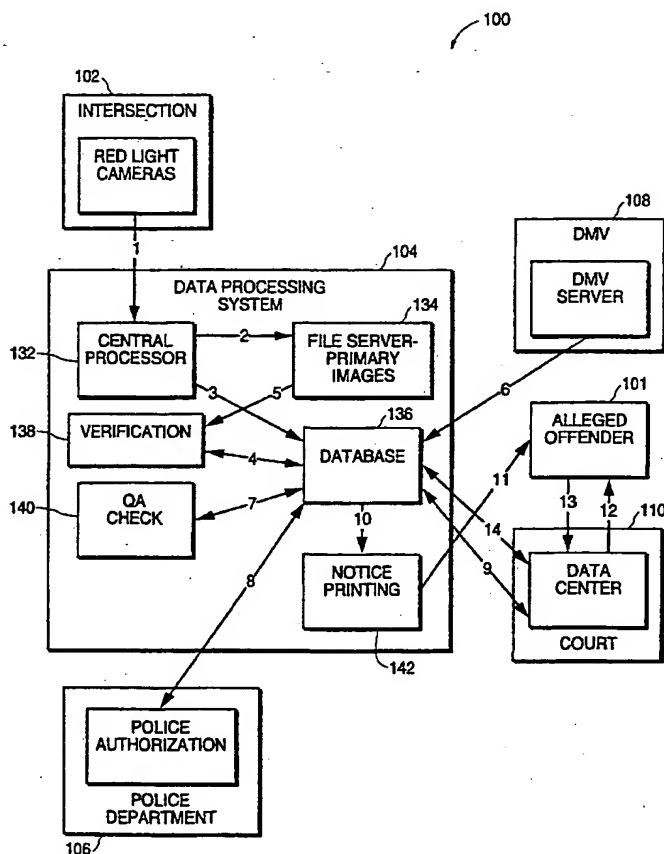 100
102
INTERSECTION
RED LIGHT
CAMERAS
1
104
DATA PROCESSING
SYSTEM
132
CENTRAL
PROCESSOR
2
134
FILE SERVER-
PRIMARY
IMAGES
3
5
138
VERIFICATION
4
136
DATABASE
140
QA
CHECK
7
10
NOTICE
PRINTING
142
8
POLICE
AUTHORIZATION
POLICE
DEPARTMENT
106
108
DMV
DMV
SERVER
6
101
ALLEGED
OFFENDER
11
13
12
110
14
9
DATA
CENTER
COURT